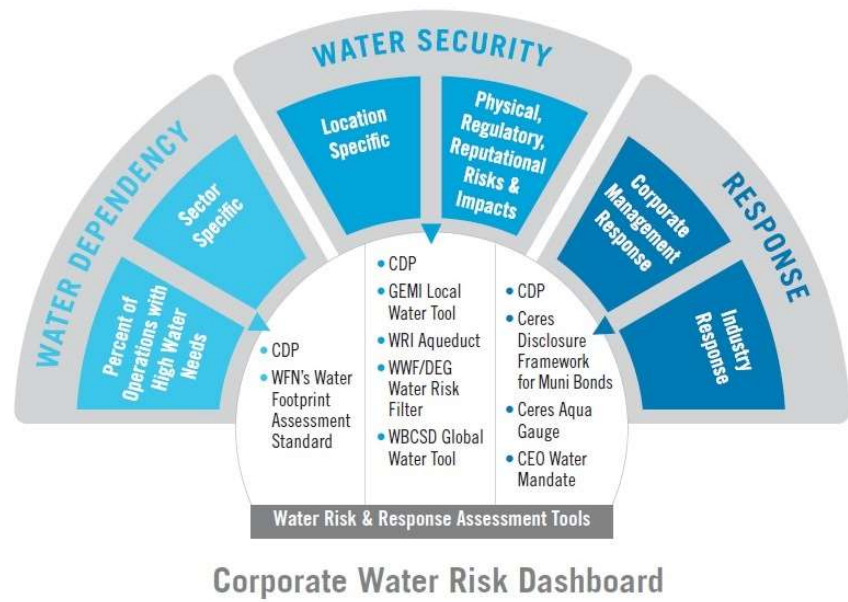 WATER DEPENDENCY
Percent of
Operations with
High Water
Needs
Sector
Specific
WATER SECURITY
Location
Specific
Physical,
Regulatory,
Reputational
Risks &
Impacts
RESPONSE
Corporate
Management
Response
Industry
Response
• CDP
• WFN's Water
Footprint
Assessment
Standard
• CDP
• GEMI Local
Water Tool
• WRI Aqueduct
• WWF/DEG
Water Risk
Filter
• WBCSD Global
Water Tool
• CDP
• Ceres
Disclosure
Framework
for Muni Bonds
• Ceres Aqua
Gauge
• CEO Water
Mandate
Water Risk & Response Assessment Tools
Corporate Water Risk Dashboard